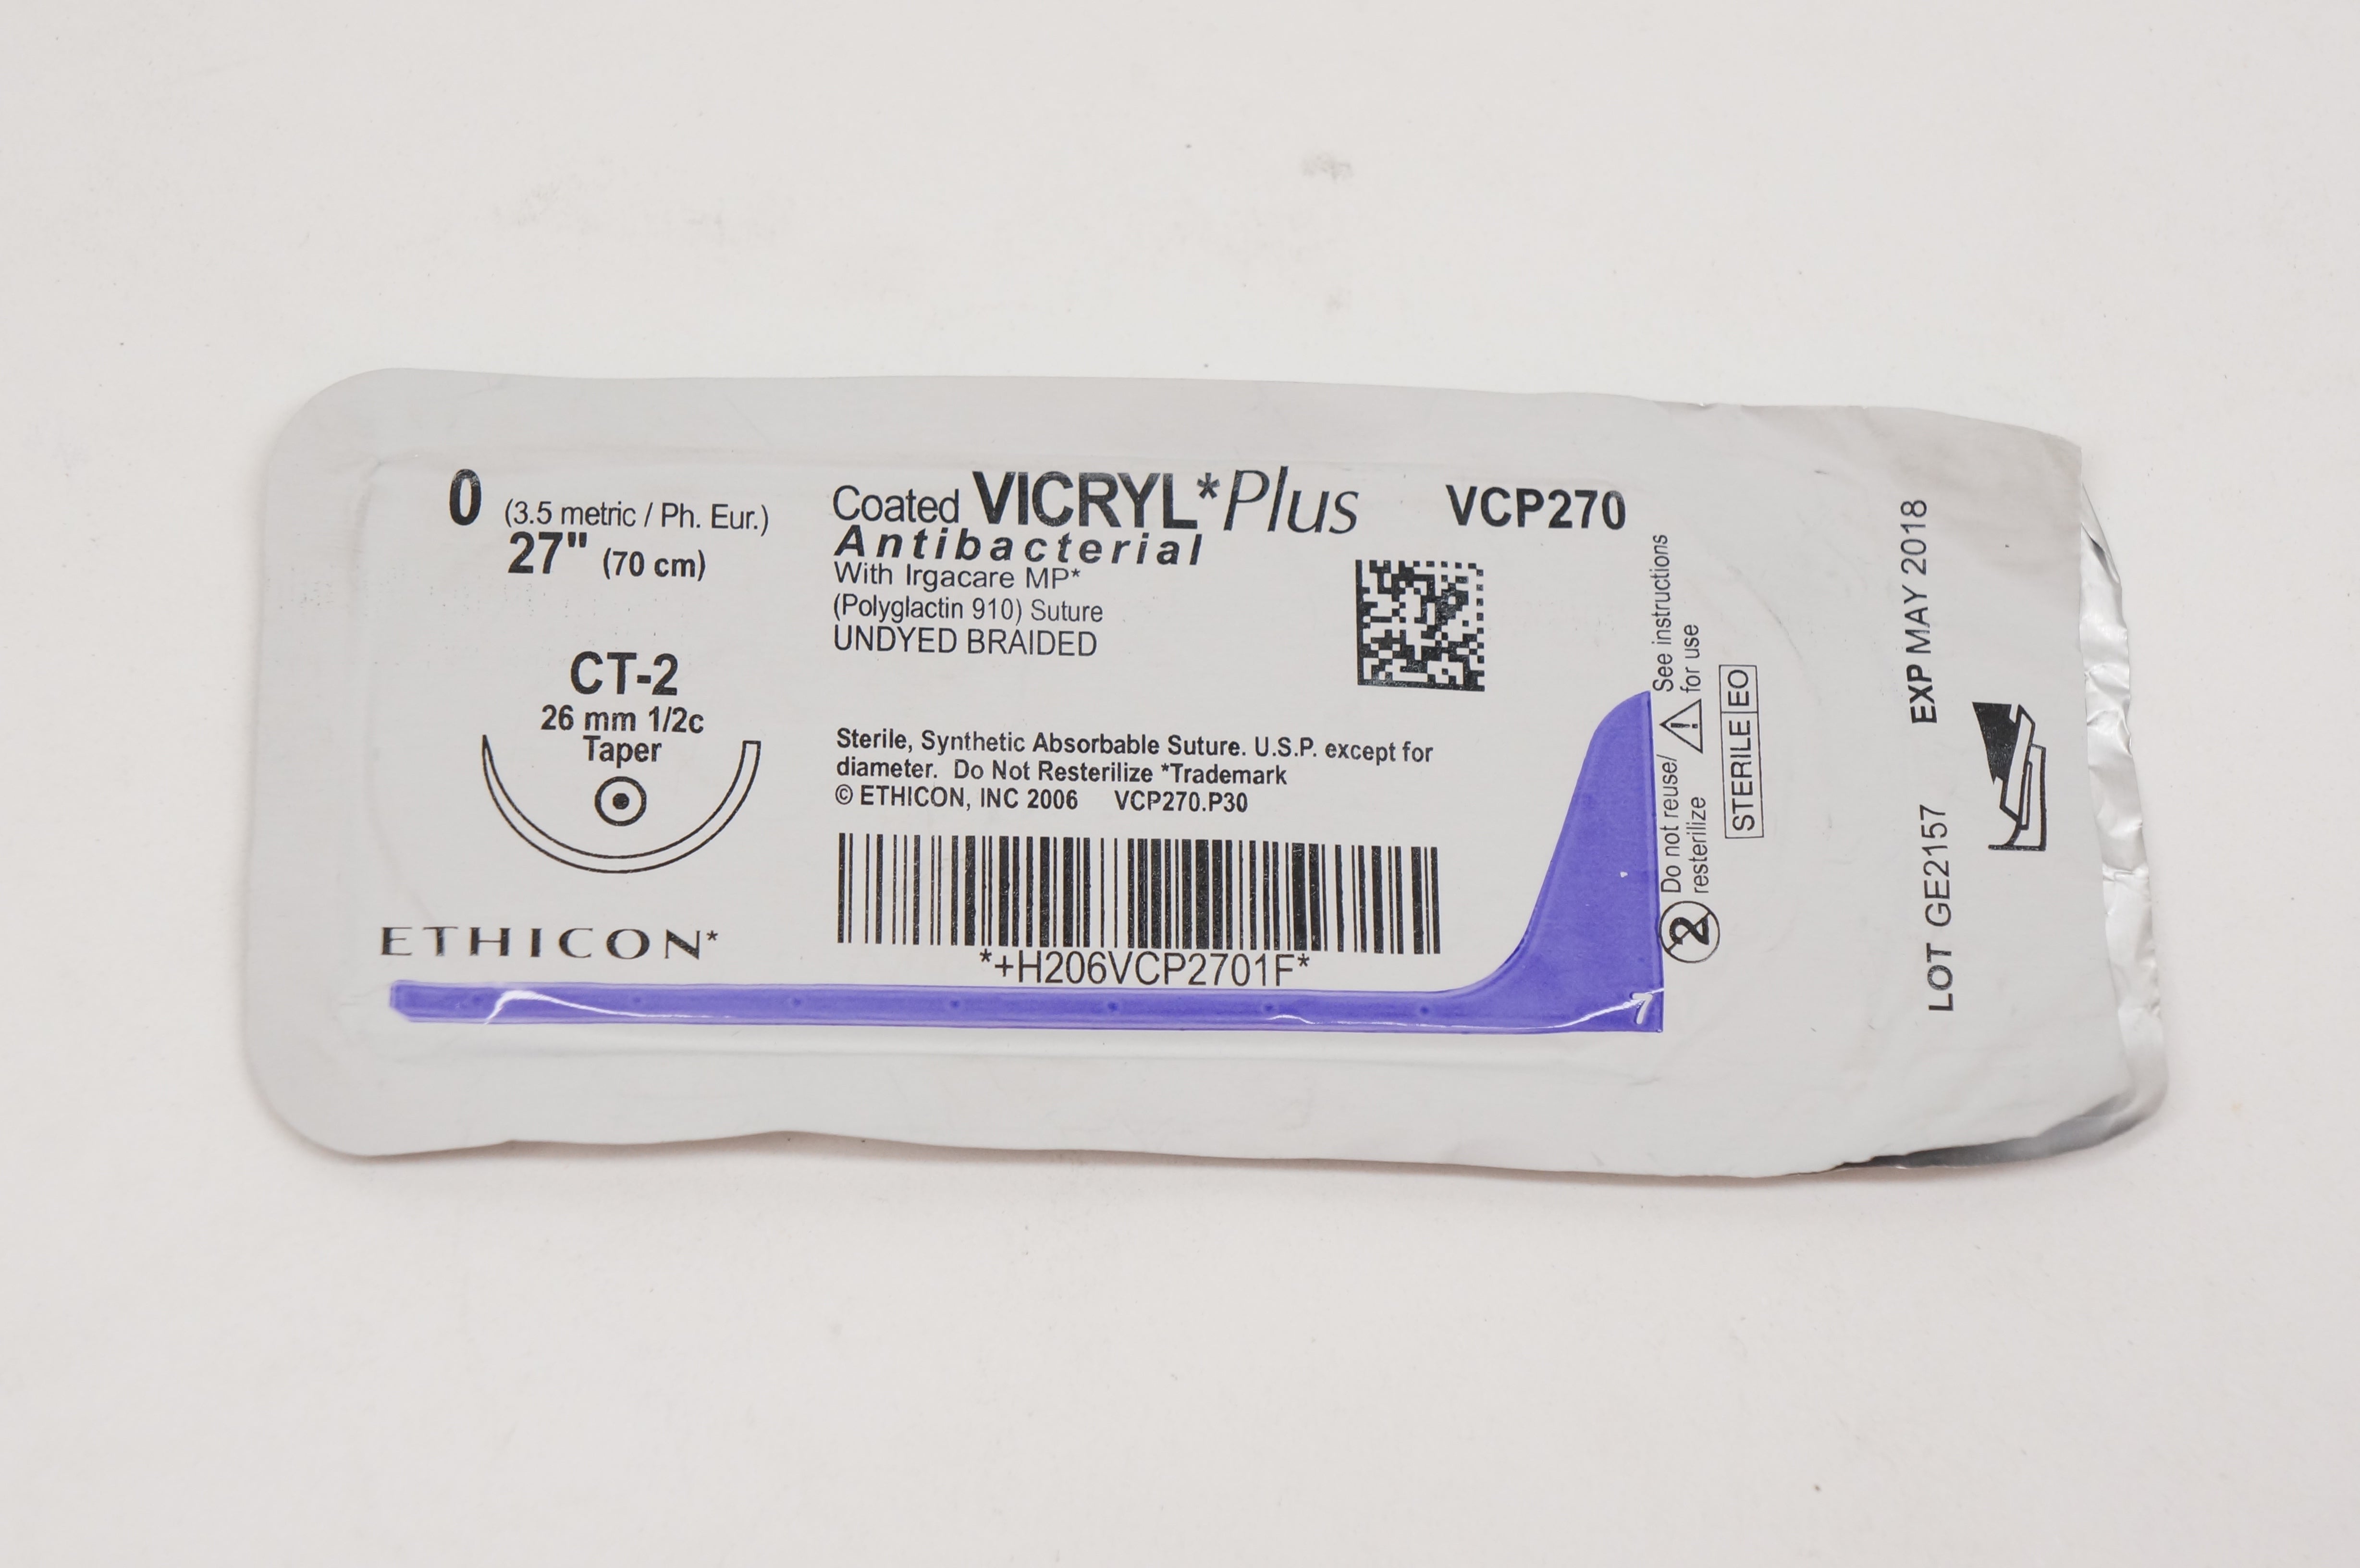 0 (3.5 metric / Ph. Eur.)
27" (70 cm)
CT-2
26 mm 1/2c
Taper
ETHICON*
Coated VICRYL*Plus
Antibacterial
With Irgacare MP*
(Polyglactin 910) Suture
UNDYED BRAIDED
VCP270
Sterile, Synthetic Absorbable Suture. U.S.P. except for
diameter. Do Not Resterilize *Trademark
© ETHICON, INC 2006 VCP270.P30
*+H206VCP2701F*
7
See instructions
for use
Do not reuse/
resterilize
2
STERILE EO
EXP MAY 2018
LOT GE2157